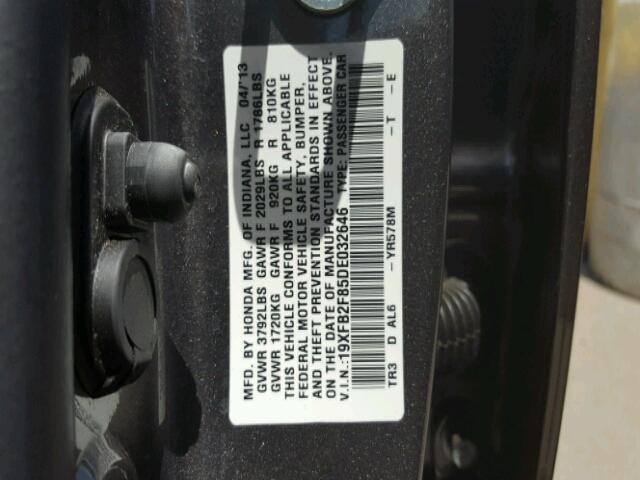 MFD. BY HONDA MFG. OF INDIANA, LLC 04/13
GVWR 3792LBS GAWR F 2029LBS R 1786LBS
GVWR 1720KG GAWR F 920KG R 810KG
THIS VEHICLE CONFORMS TO ALL APPLICABLE
FEDERAL MOTOR VEHICLE SAFETY, BUMPER,
AND THEFT PREVENTION STANDARDS IN EFFECT
ON THE DATE OF MANUFACTURE SHOWN ABOVE.
V.I.N.:19XFB2F85DE032646 TYPE: PASSENGER CAR
TR3 D AL6 -YR578M -T -E